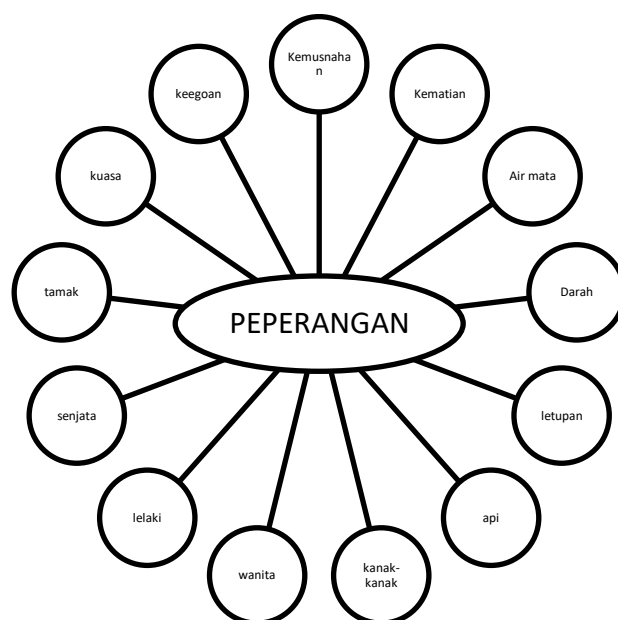 Kemusnaha
n
Kematian
Air mata
Darah
letupan
api
kanak-
kanak
wanita
lelaki
senjata
tamak
kuasa
keegoan
PEPERANGAN